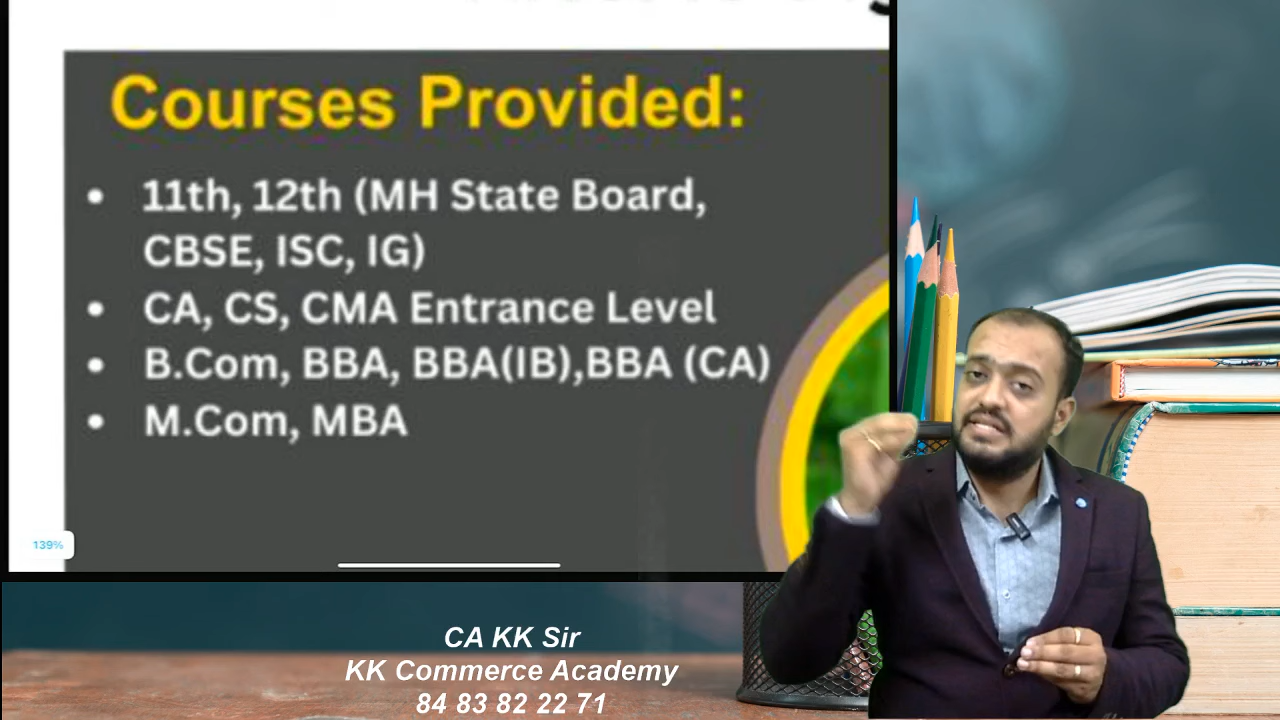 Courses Provided:
• 11th, 12th (MH State Board,
CBSE, ISC, IG)
• CA, CS, CMA Entrance Level
• B.Com, BBA, BBA(IB),BBA (CA)
• M.Com, MBA
139%
CA KK Sir
KK Commerce Academy
84 83 82 22 71